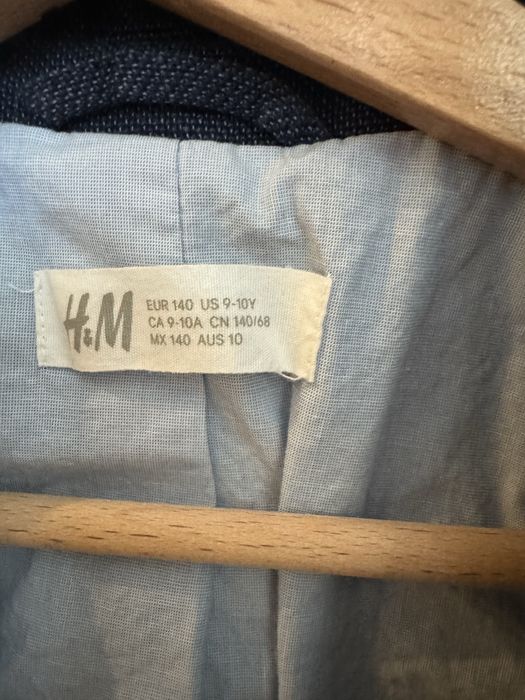 H&M
EUR 140 US 9-10Y
CA 9-10A CN 140/68
MX 140 AUS 10